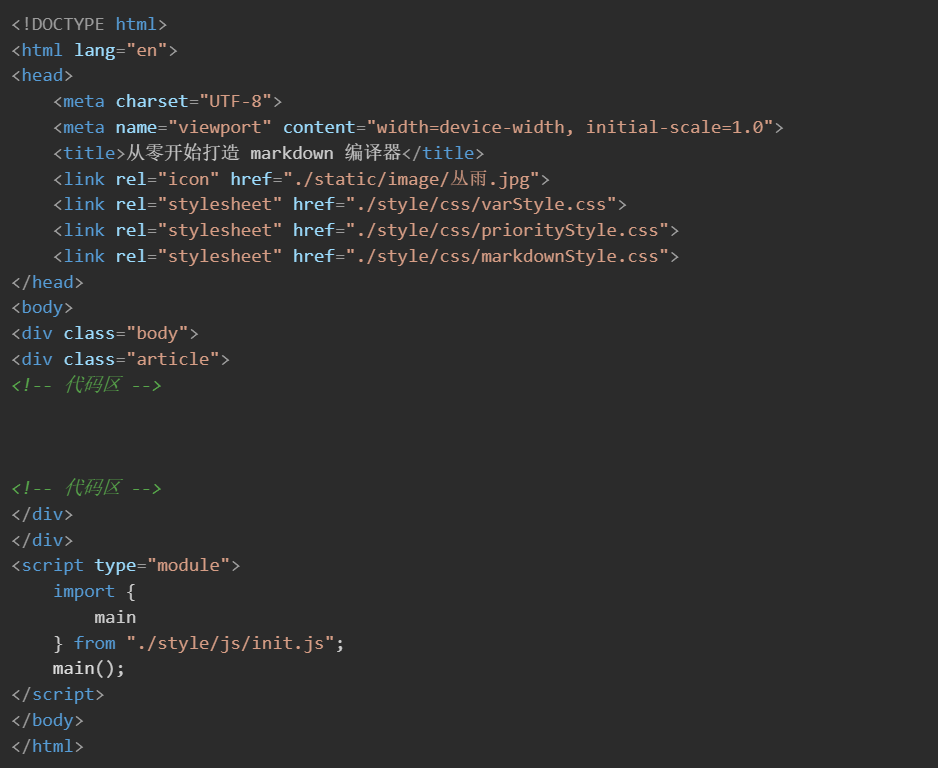 <!DOCTYPE html>
<html lang="en">
<head>
    <meta charset="UTF-8">
    <meta name="viewport" content="width=device-width, initial-scale=1.0">
    <title>从零开始打造 markdown 编译器</title>
    <link rel="icon" href="./static/image/丛雨.jpg">
    <link rel="stylesheet" href="./style/css/varStyle.css">
    <link rel="stylesheet" href="./style/css/priorityStyle.css">
    <link rel="stylesheet" href="./style/css/markdownStyle.css">
</head>
<body>
<div class="body">
<div class="article">
<!-- 代码区 -->
<!-- 代码区 -->
</div>
</div>
<script type="module">
    import {
        main
    } from "./style/js/init.js";
    main();
</script>
</body>
</html>